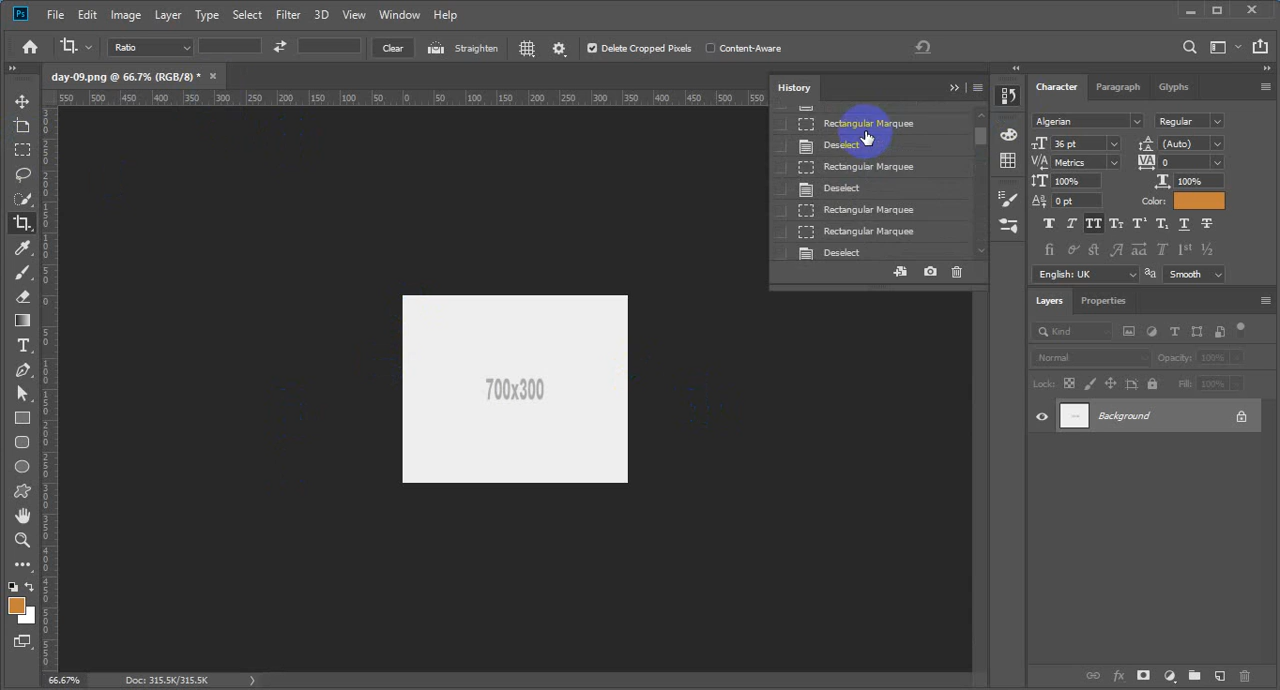 Ps File Edit Image Layer Type Select Filter 3D View Window Help
Ratio Clear Straighten Delete Cropped Pixels Content-Aware
day-09.png @ 66.7% (RGB/8) * ×
550 500 450 400 350 300 250 200 150 100 50 0 50 100 150 200 250 300 350 400 450 500 550
History
Rectangular Marquee
Deselect
Rectangular Marquee
Deselect
Rectangular Marquee
Rectangular Marquee
Deselect
Character Paragraph Glyphs
Algerian Regular
36 pt (Auto)
Metrics 0
100% 100%
0 pt Color:
English: UK aa Smooth
Layers Properties
Kind
Normal Opacity: 100%
Lock: Fill: 100%
Background
700x300
66.67% Doc: 315.5K/315.5K